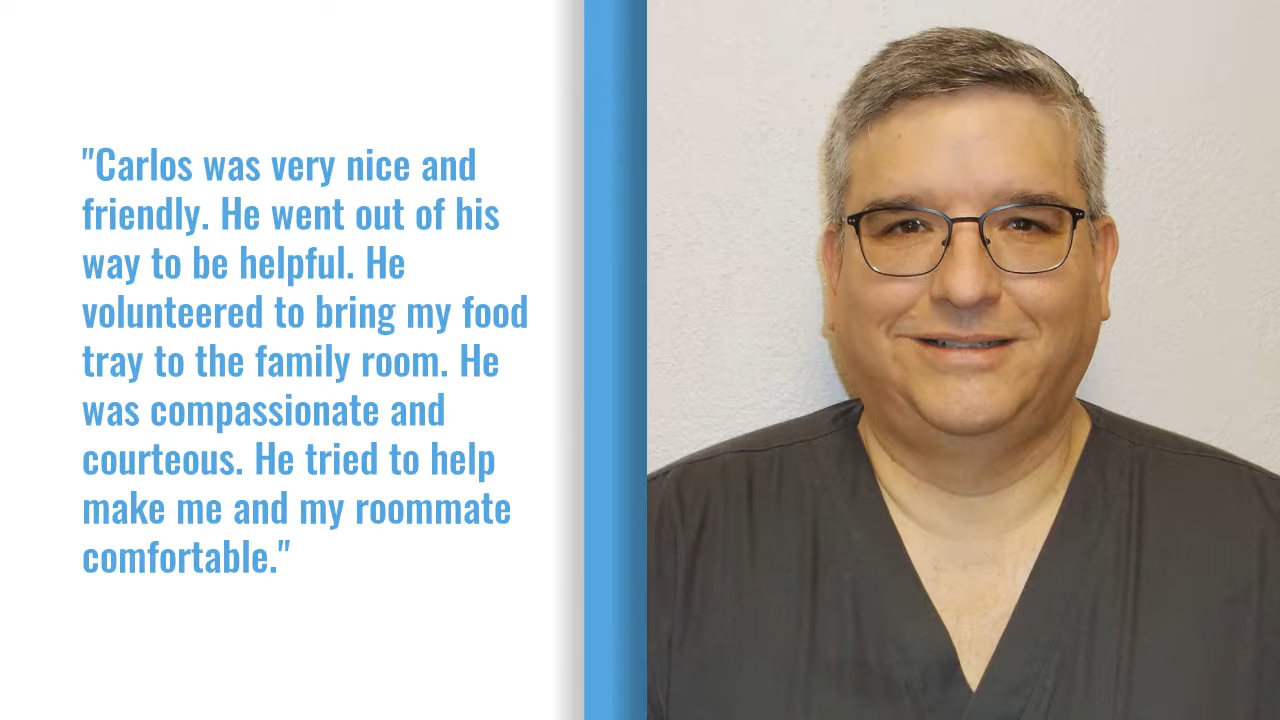 "Carlos was very nice and
friendly. He went out of his
way to be helpful. He
volunteered to bring my food
tray to the family room. He
was compassionate and
courteous. He tried to help
make me and my roommate
comfortable."